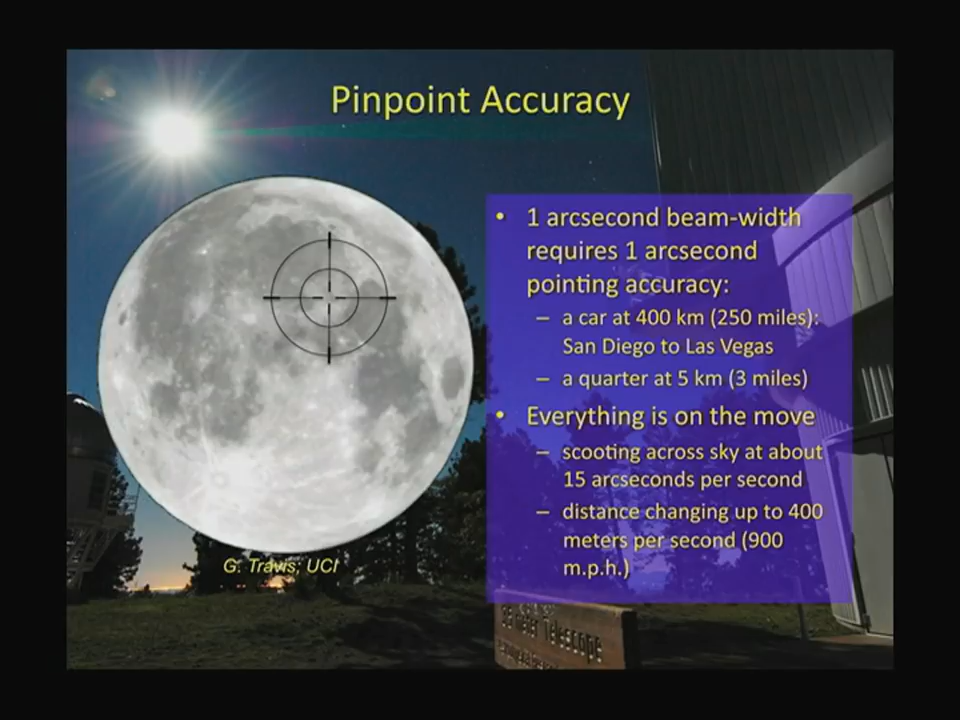 Pinpoint Accuracy
• 1 arcsecond beam-width
requires 1 arcsecond
pointing accuracy:
– a car at 400 km (250 miles):
San Diego to Las Vegas
– a quarter at 5 km (3 miles)
• Everything is on the move
– scooting across sky at about
15 arcseconds per second
– distance changing up to 400
meters per second (900
m.p.h.)
G. Travis; UCI
Telescope